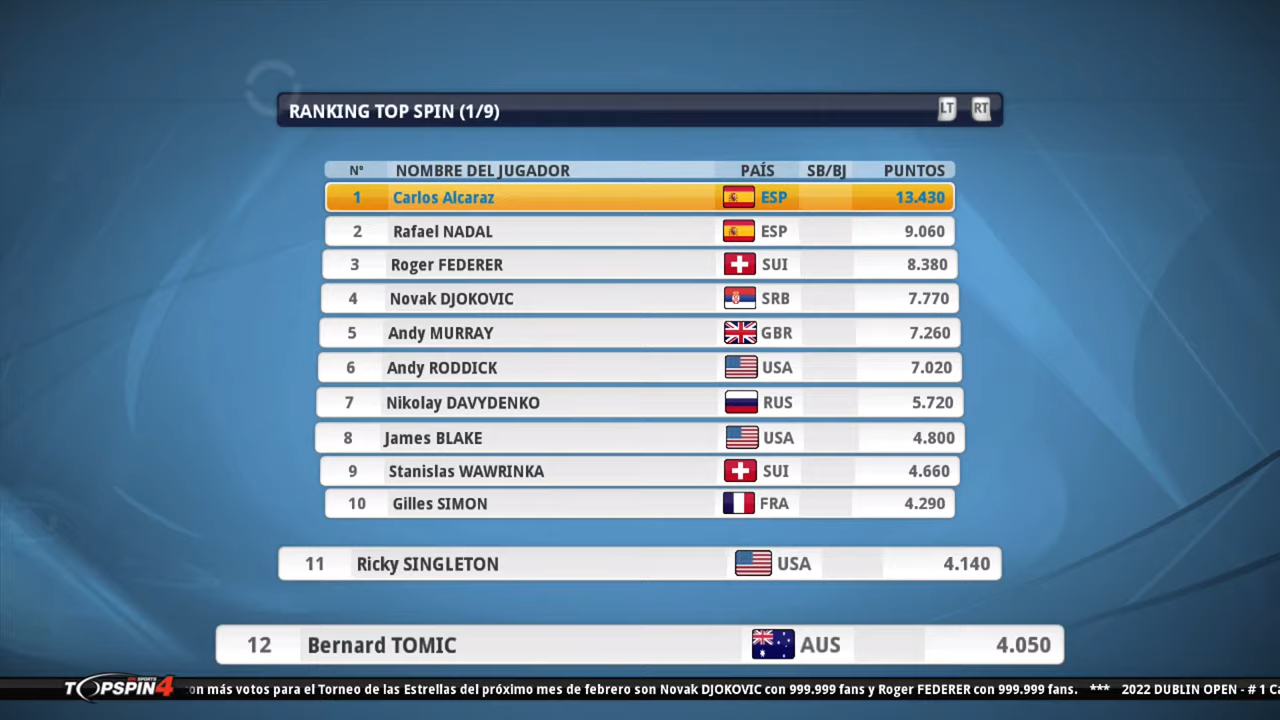 RANKING TOP SPIN (1/9) LT RT
Nº NOMBRE DEL JUGADOR PAÍS SB/BJ PUNTOS
1 Carlos Alcaraz ESP 13.430
2 Rafael NADAL ESP 9.060
3 Roger FEDERER SUI 8.380
4 Novak DJOKOVIC SRB 7.770
5 Andy MURRAY GBR 7.260
6 Andy RODDICK USA 7.020
7 Nikolay DAVYDENKO RUS 5.720
8 James BLAKE USA 4.800
9 Stanislas WAWRINKA SUI 4.660
10 Gilles SIMON FRA 4.290
11 Ricky SINGLETON USA 4.140
12 Bernard TOMIC AUS 4.050
TOPSPIN 4 on más votos para el Torneo de las Estrellas del próximo mes de febrero son Novak DJOKOVIC con 999.999 fans y Roger FEDERER con 999.999 fans. *** 2022 DUBLIN OPEN - # 1 Ca